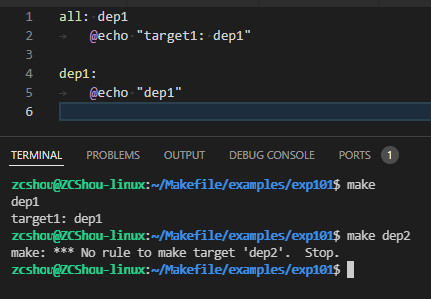 1 all: dep1
2 @echo "target1: dep1"
3
4 dep1:
5 @echo "dep1"
6
TERMINAL PROBLEMS OUTPUT DEBUG CONSOLE PORTS 1
zcshou@ZCShou-linux:~/Makefile/examples/exp101$ make
dep1
target1: dep1
zcshou@ZCShou-linux:~/Makefile/examples/exp101$ make dep2
make: *** No rule to make target 'dep2'.  Stop.
zcshou@ZCShou-linux:~/Makefile/examples/exp101$